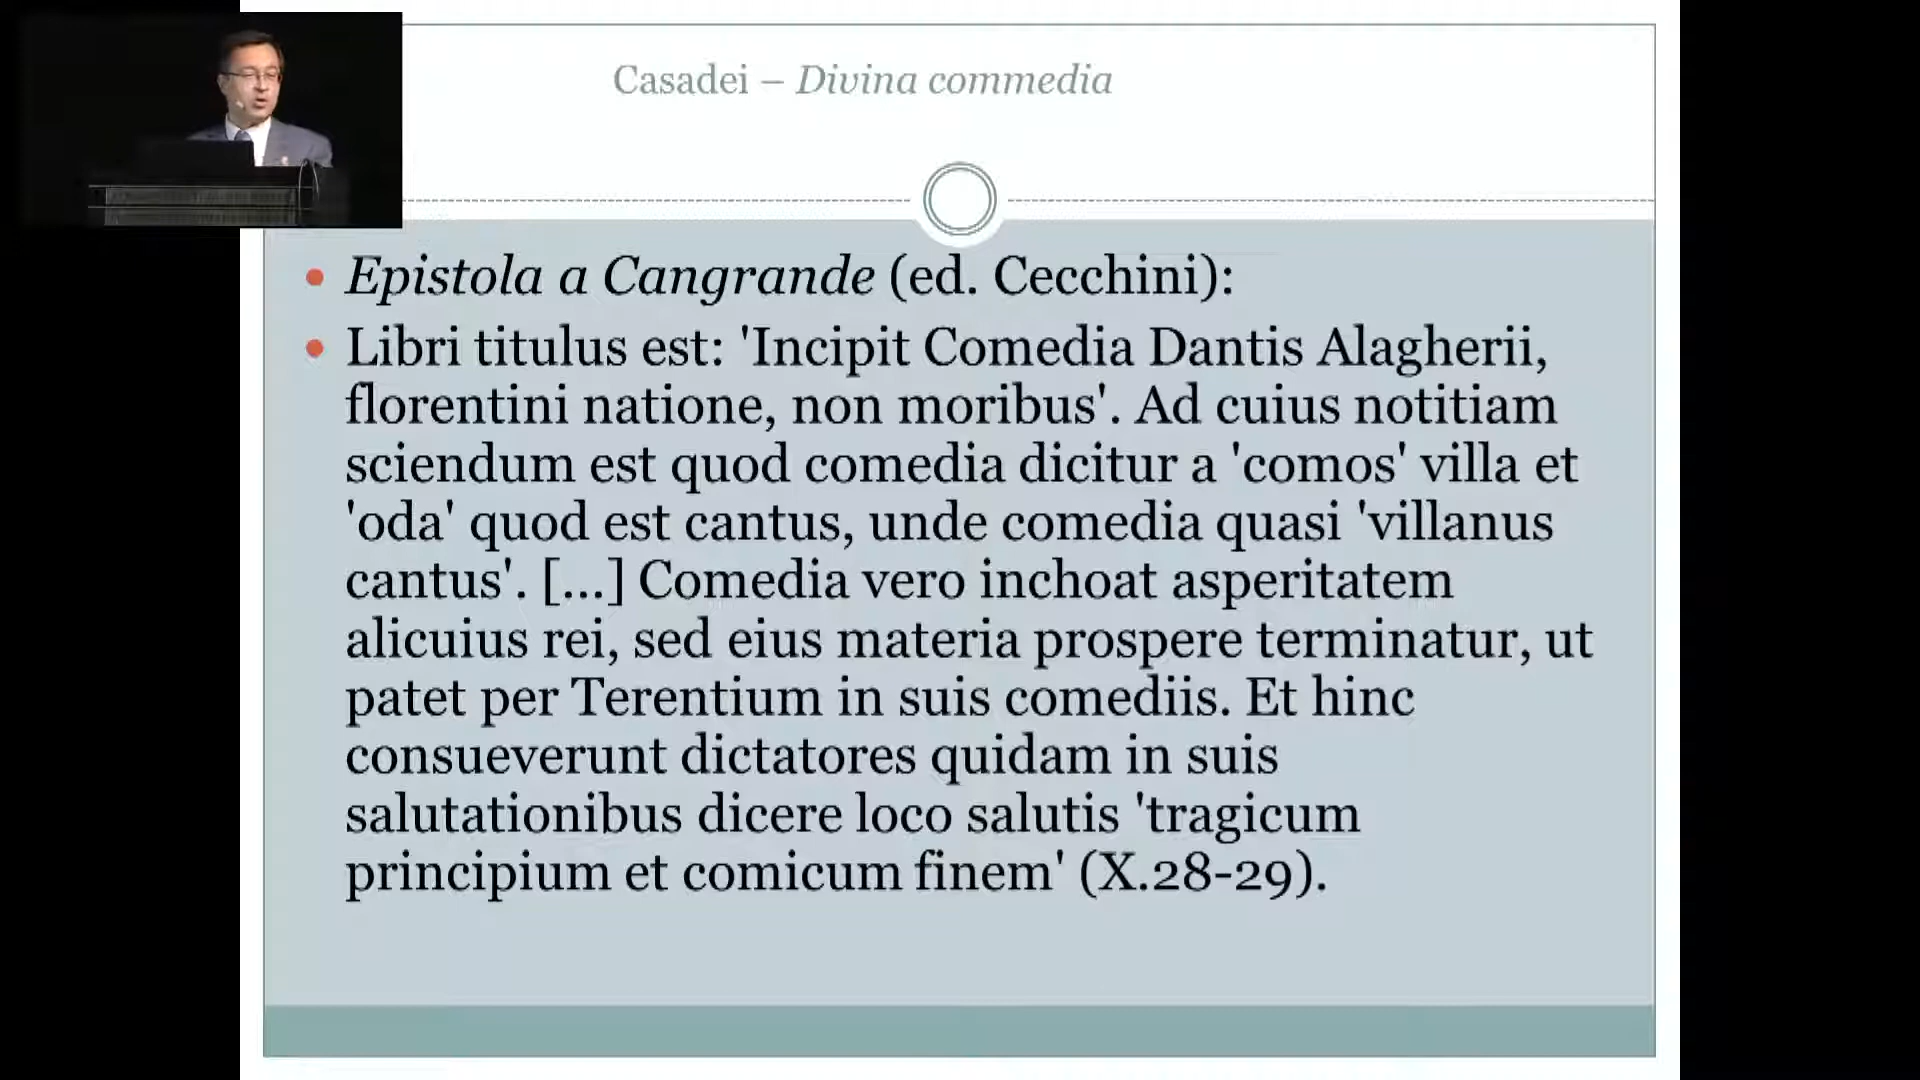 Casadei – Divina commedia
Epistola a Cangrande (ed. Cecchini):
Libri titulus est: 'Incipit Comedia Dantis Alagherii,
florentini natione, non moribus'. Ad cuius notitiam
sciendum est quod comedia dicitur a 'comos' villa et
'oda' quod est cantus, unde comedia quasi 'villanus
cantus'. [...] Comedia vero inchoat asperitatem
alicuius rei, sed eius materia prospere terminatur, ut
patet per Terentium in suis comediis. Et hinc
consueverunt dictatores quidam in suis
salutationibus dicere loco salutis 'tragicum
principium et comicum finem' (X.28-29).